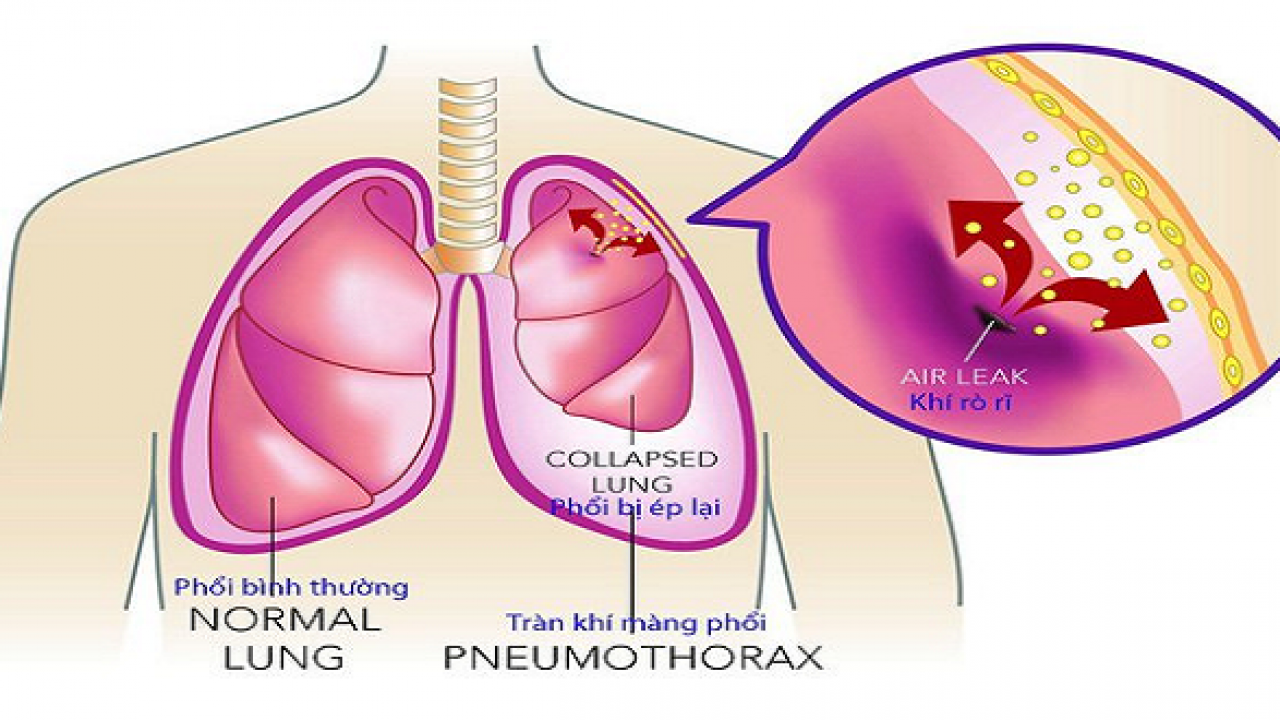 AIR LEAK
Khí rò rĩ
COLLAPSED
LUNG
Phổi bị ép lại
Phổi bình thường
NORMAL
LUNG
Tràn khí màng phổi
PNEUMOTHORAX